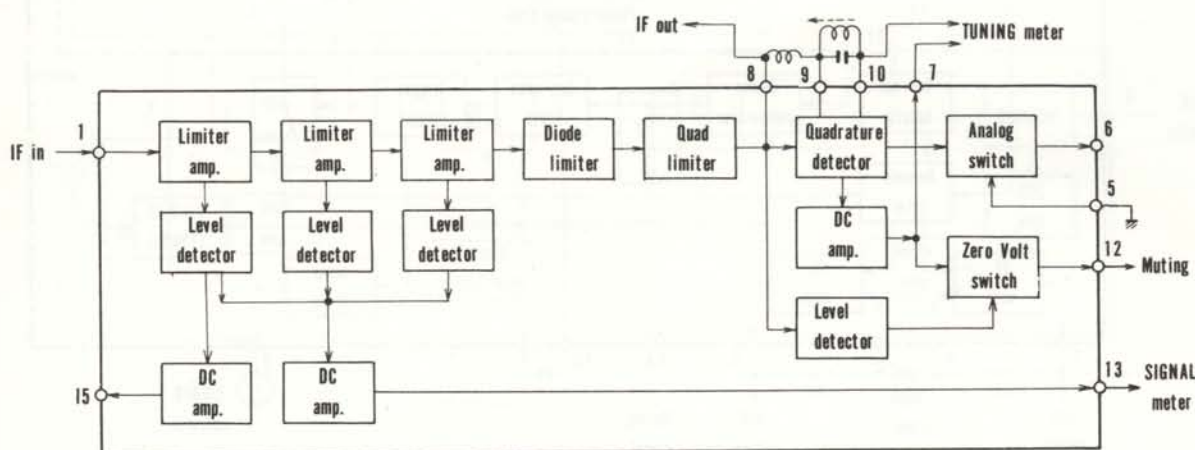 IF out
TUNING meter
8
9
10
7
1
IF in
Limiter
amp.
Limiter
amp.
Limiter
amp.
Diode
limiter
Quad
limiter
Quadrature
detector
Analog
switch
6
5
Level
detector
Level
detector
Level
detector
DC
amp.
Zero Volt
switch
12
Muting
Level
detector
15
DC
amp.
DC
amp.
13
SIGNAL
meter